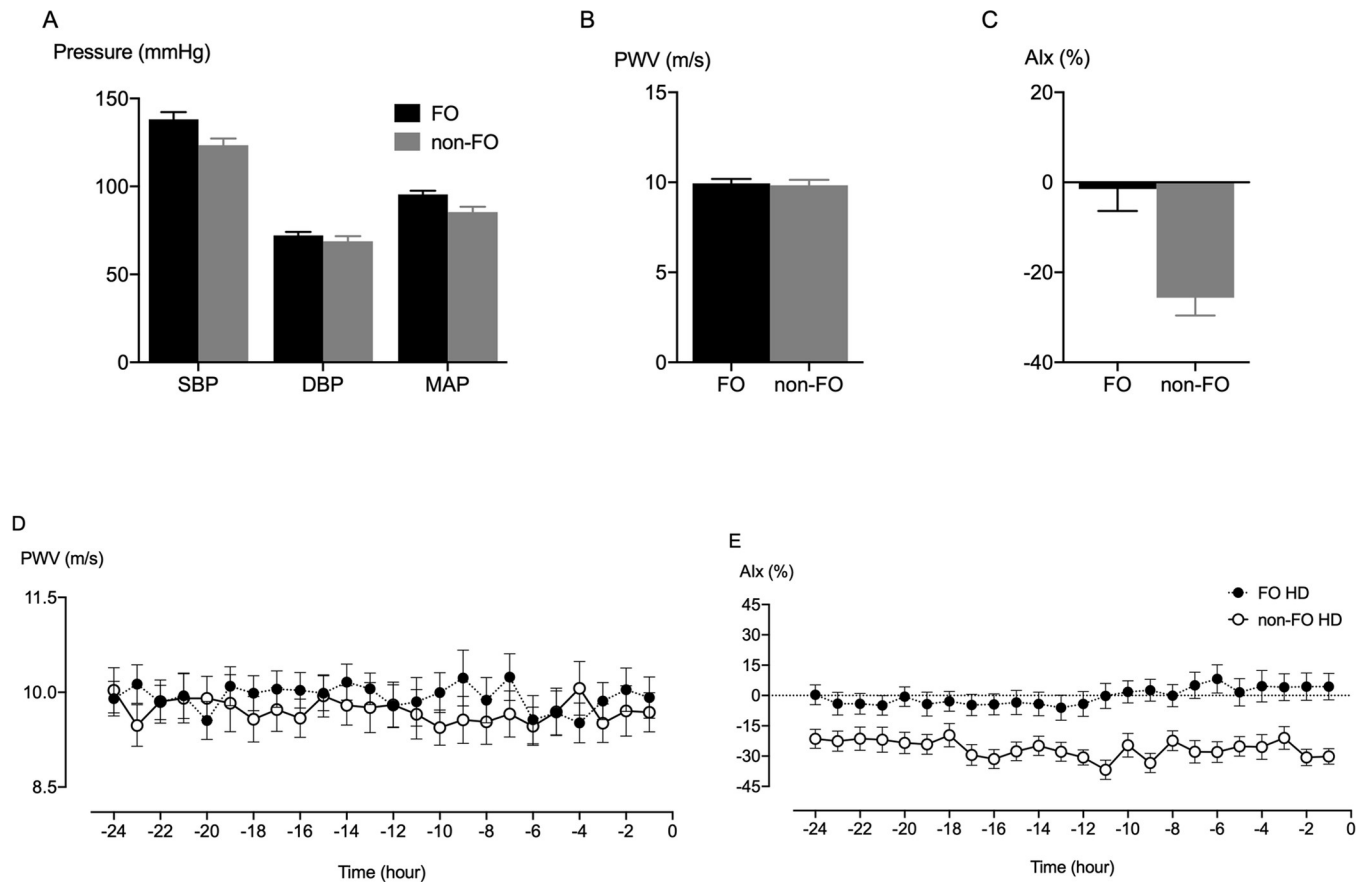 A
Pressure (mmHg)
150
100
50
0
FO
non-FO
SBP DBP MAP
B
PWV (m/s)
15
10
5
0
FO non-FO
C
AIx (%)
20
0
-20
-40
FO non-FO
D
PWV (m/s)
11.5
10.0
8.5
-24 -22 -20 -18 -16 -14 -12 -10 -8 -6 -4 -2 0
Time (hour)
E
AIx (%)
45
30
15
0
-15
-30
-45
FO HD
non-FO HD
-24 -22 -20 -18 -16 -14 -12 -10 -8 -6 -4 -2 0
Time (hour)